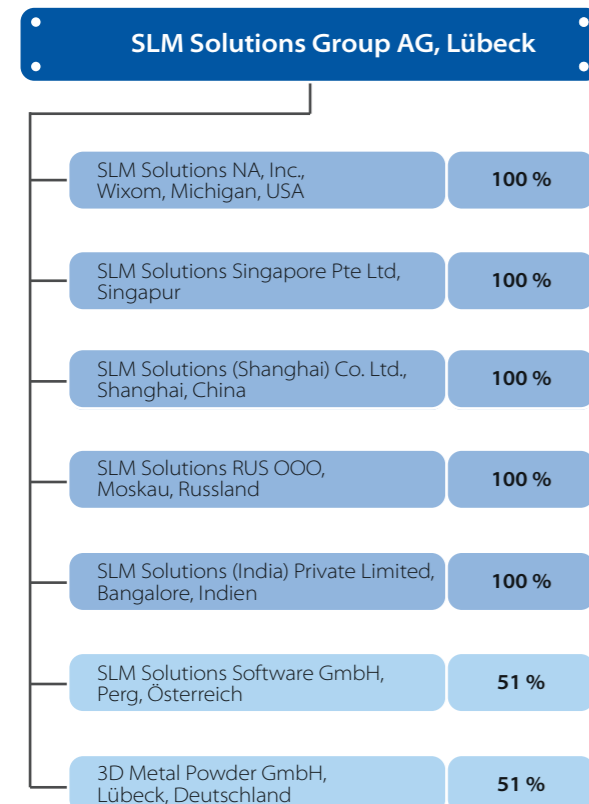 SLM Solutions Group AG, Lübeck
SLM Solutions NA, Inc.,
Wixom, Michigan, USA
100 %
SLM Solutions Singapore Pte Ltd,
Singapur
100 %
SLM Solutions (Shanghai) Co. Ltd.,
Shanghai, China
100 %
SLM Solutions RUS OOO,
Moskau, Russland
100 %
SLM Solutions (India) Private Limited,
Bangalore, Indien
100 %
SLM Solutions Software GmbH,
Perg, Österreich
51 %
3D Metal Powder GmbH,
Lübeck, Deutschland
51 %